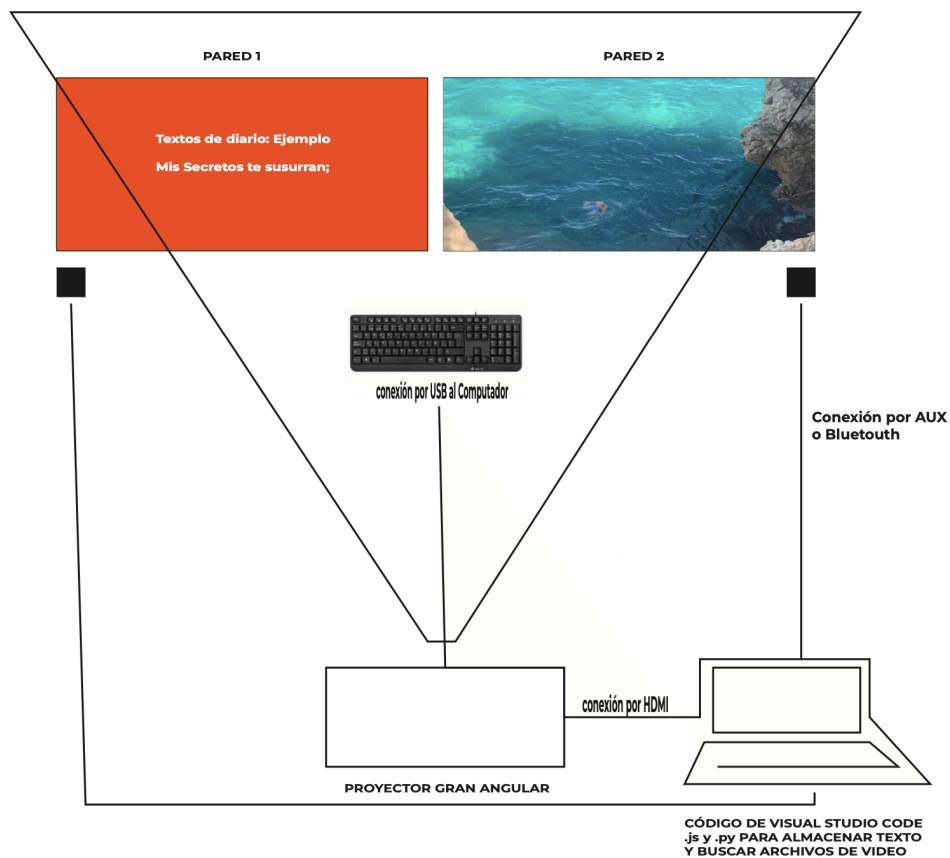 PARED 1
PARED 2
Textos de diario: Ejemplo
Mis Secretos te susurran;
conexión por USB al Computador
Conexión por AUX
o Bluetouth
conexión por HDMI
PROYECTOR GRAN ANGULAR
CÓDIGO DE VISUAL STUDIO CODE
.js y .py PARA ALMACENAR TEXTO
Y BUSCAR ARCHIVOS DE VIDEO